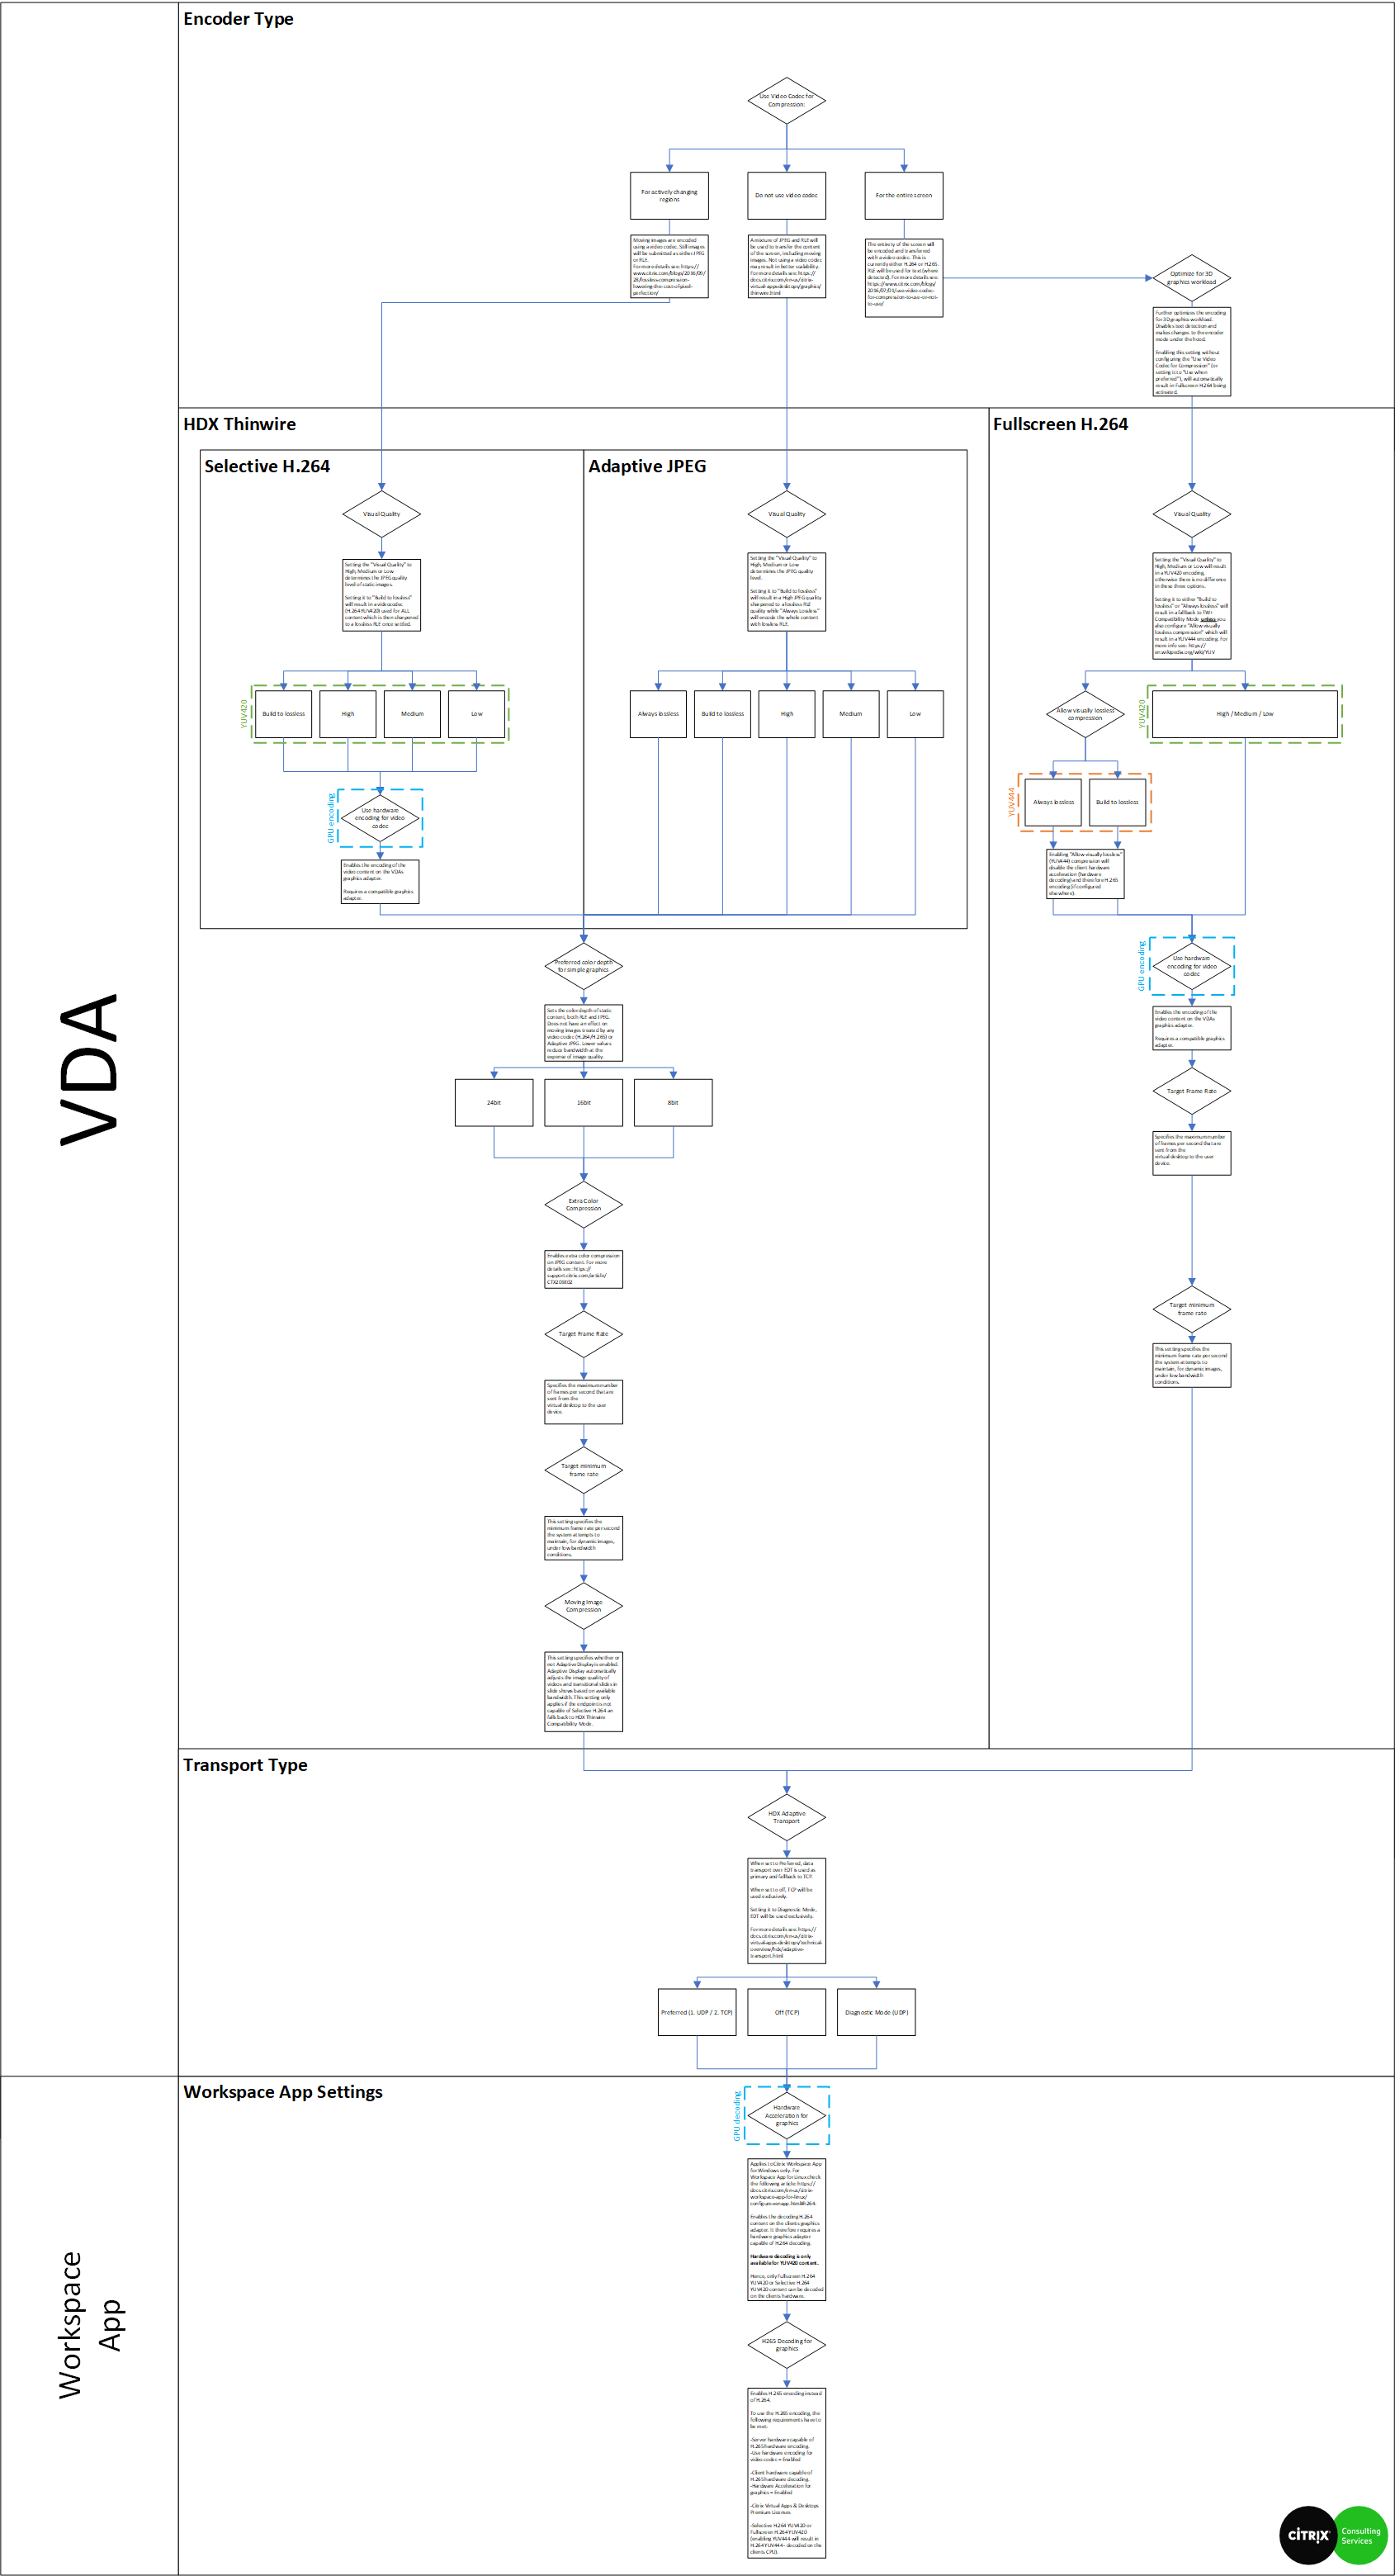 Encoder Type
Use Video Codec for
Compression:
For actively changing
regions
Do not use video codec
For the entire screen
Moving images are encoded
using a video codec. Still images
will be submitted as either JPEG
or RLE.
For more details see: https://
www.citrix.com/blogs/2016/09/
28/lossless-compression-
lowering-the-cost-of-pixel-
perfection/
A mixture of JPEG and RLE will
be used to transfer the content
of the screen, including moving
images. Not using a video codec
may result in better scalability.
For more details see: https://
docs.citrix.com/en-us/citrix-
virtual-apps-desktops/graphics/
thinwire.html
The entirety of the screen will
be encoded and transferred
with a video codec. This is
currently either H.264 or H.265.
RLE will be used for text (where
detected). For more details see:
https://www.citrix.com/blog/
2016/07/01/use-video-codec-
for-compression-to-use-or-not-
to-use/
Optimize for 3D
graphics workload
Further optimizes the encoding
for 3D graphics workload.
Disables text detection and
makes changes to the encoder
mode under the hood.
Enabling this setting without
configuring the "Use Video
Codec for Compression" (or
setting it to "Use when
preferred"), will automatically
result in Fullscreen H.264 being
activated.
HDX Thinwire
Fullscreen H.264
Selective H.264
Adaptive JPEG
Visual Quality
Visual Quality
Visual Quality
Setting the "Visual Quality" to
High, Medium or Low
determines the JPEG quality
level of static images.
Setting it to "Build to lossless"
will result in a video codec
(H.264 YUV420) used for ALL
content which is then sharpened
to a lossless RLE once settled.
Setting the "Visual Quality" to
High, Medium or Low
determines the JPEG quality
level.
Setting it to "Build to lossless"
will result in a High JPEG quality
sharpened to a lossless RLE
quality while "Always Lossless"
will encode the whole content
with lossless RLE.
Setting the "Visual Quality" to
High, Medium or Low will result
in a YUV420 encoding,
otherwise there is no difference
in these three options.
Setting it to either "Build to
lossless" or "Always lossless" will
result in a fallback to TW+
Compatibility Mode unless you
also configure "Allow visually
lossless compression" which will
result in a YUV444 encoding. For
more info see: https://
en.wikipedia.org/wiki/YUV
YUV420
Build to lossless
High
Medium
Low
Always lossless
Build to lossless
High
Medium
Low
Allow visually lossless
compression
YUV420
High / Medium / Low
YUV444
Always lossless
Build to lossless
GPU encoding
Use hardware
encoding for video
codec
Enables the encoding of the
video content on the VDAs
graphics adapter.
Requires a compatible graphics
adapter.
Enabling "Allow visually lossless"
(YUV444) compression will
disable the client hardware
acceleration (hardware
decoding) and therefore H.265
encoding (if configured
elsewhere).
Preferred color depth
for simple graphics
GPU encoding
Use hardware
encoding for video
codec
Sets the color depth of static
content, both RLE and JPEG.
Does not have an effect on
moving images treated by any
video codec (H.264/H.265) or
Adaptive JPEG. Lower values
reduce bandwidth at the
expense of image quality.
Enables the encoding of the
video content on the VDAs
graphics adapter.
Requires a compatible graphics
adapter.
24bit
16bit
8bit
Target Frame Rate
Specifies the maximum number
of frames per second that are
sent from the
virtual desktop to the user
device.
VDA
Extra Color
Compression
Enables extra color compression
on JPEG content. For more
details see: https://
support.citrix.com/article/
Target Frame Rate
Target minimum
frame rate
This setting specifies the
minimum frame rate per second
the system attempts to
maintain, for dynamic images,
under low bandwidth
conditions.
Specifies the maximum number
of frames per second that are
sent from the
virtual desktop to the user
device.
Target minimum
frame rate
This setting specifies the
minimum frame rate per second
the system attempts to
maintain, for dynamic images,
under low bandwidth
conditions.
Moving Image
Compression
This setting specifies whether or
not Adaptive Display is enabled.
Adaptive Display automatically
adjusts the image quality of
videos and transitional slides in
slide shows based on available
bandwidth. This setting only
applies if the endpoint is not
capable of Selective H.264 an
falls back to HDX Thinwire
Compatibility Mode.
Transport Type
HDX Adaptive
Transport
When set to Preferred, data
transport over EDT is used as
primary and fallback to TCP.
When set to off, TCP will be
used exclusively.
Setting it to Diagnostic Mode,
EDT will be used exclusively.
For more details see: https://
docs.citrix.com/en-us/citrix-
virtual-apps-desktops/technical-
overview/hdx/adaptive-
transport.html
Preferred (1. UDP / 2. TCP)
Off (TCP)
Diagnostic Mode (UDP)
Workspace App Settings
Workspace
App
GPU decoding
Hardware
Acceleration for
graphics
Applies to Citrix Workspace App
for Windows only. For
Workspace App for Linux check
the following article: https://
docs.citrix.com/en-us/citrix-
workspace-app-for-linux/
configure-xenapp.html#h264:
Enables the decoding H.264
content on the clients graphics
adapter. It therefore requires a
hardware graphics adapter
capable of H.264 decoding.
Hardware decoding is only
available for YUV420 content.
Hence, only Fullscreen H.264
YUV420 or Selective H.264
YUV420 content can be decoded
on the clients hardware.
H265 Decoding for
graphics
Enables H.265 encoding instead
of H.264.
To use the H.265 encoding, the
following requirements have to
be met:
-Server hardware capable of
H.265 hardware encoding.
-Use hardware encoding for
video codec = Enabled
-Client hardware capable of
H.265 hardware decoding.
-Hardware Acceleration for
graphics = Enabled
-Citrix Virtual Apps & Desktops
Premium Licenses
-Selective H.264 YUV420 or
Fullscreen H.264 YUV420
(enabling YUV444 will result in
H.264 YUV444 - decoded on the
clients CPU).
CITRIX
Consulting
Services